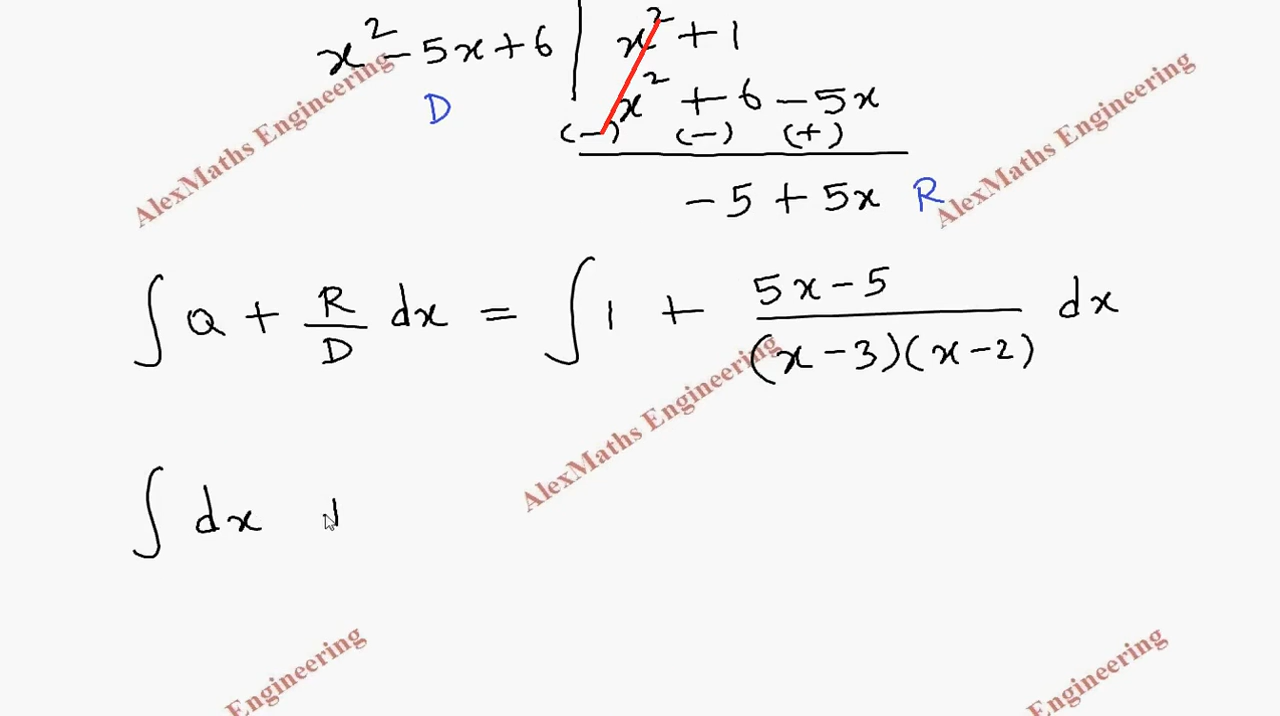 x² - 5x + 6 | x² + 1
D x² + 6 - 5x
(-) (-) (+)
-5 + 5x R
∫ Q + R/D dx = ∫ 1 + (5x - 5)/((x - 3)(x - 2)) dx
∫ dx
AlexMaths Engineering
AlexMaths Engineering
AlexMaths Engineering
Engineering
Engineering